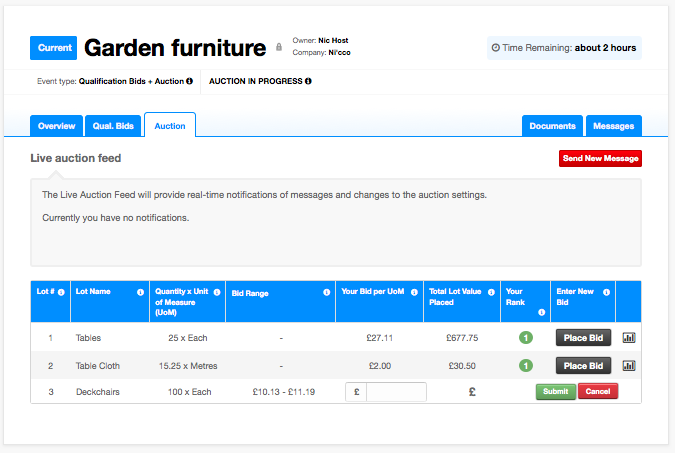 Current Garden furniture Owner: Nic Host
Company: Ni'cco
Time Remaining: about 2 hours
Event type: Qualification Bids + Auction AUCTION IN PROGRESS
Overview Qual. Bids Auction Documents Messages
Live auction feed Send New Message
The Live Auction Feed will provide real-time notifications of messages and changes to the auction settings.
Currently you have no notifications.
Lot # Lot Name Quantity x Unit of Measure (UoM) Bid Range Your Bid per UoM Total Lot Value Placed Your Rank Enter New Bid
1 Tables 25 x Each - £27.11 £677.75 1 Place Bid
2 Table Cloth 15.25 x Metres - £2.00 £30.50 1 Place Bid
3 Deckchairs 100 x Each £10.13 - £11.19 £ £ Submit Cancel